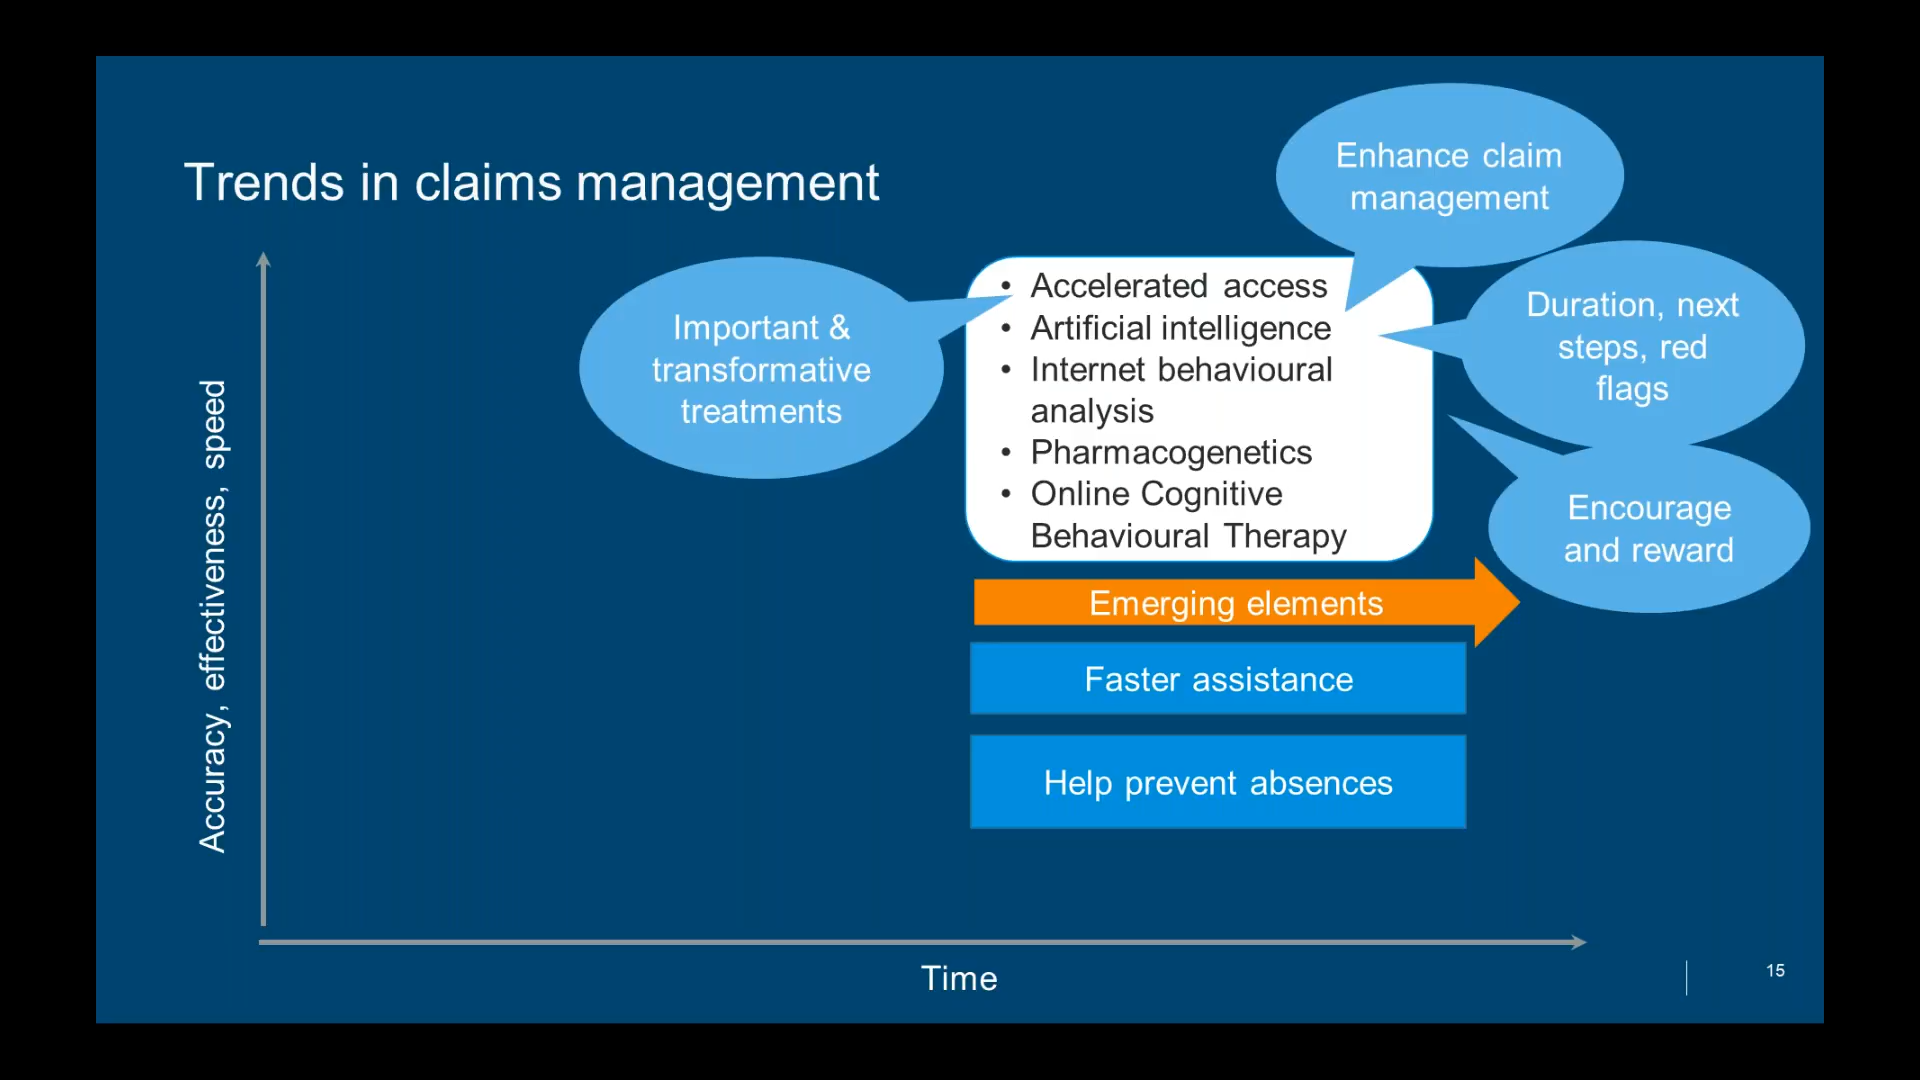 Trends in claims management
Enhance claim
management
Important &
transformative
treatments
• Accelerated access
• Artificial intelligence
• Internet behavioural
analysis
• Pharmacogenetics
• Online Cognitive
Behavioural Therapy
Duration, next
steps, red
flags
Encourage
and reward
Emerging elements
Faster assistance
Help prevent absences
Accuracy, effectiveness, speed
Time
15